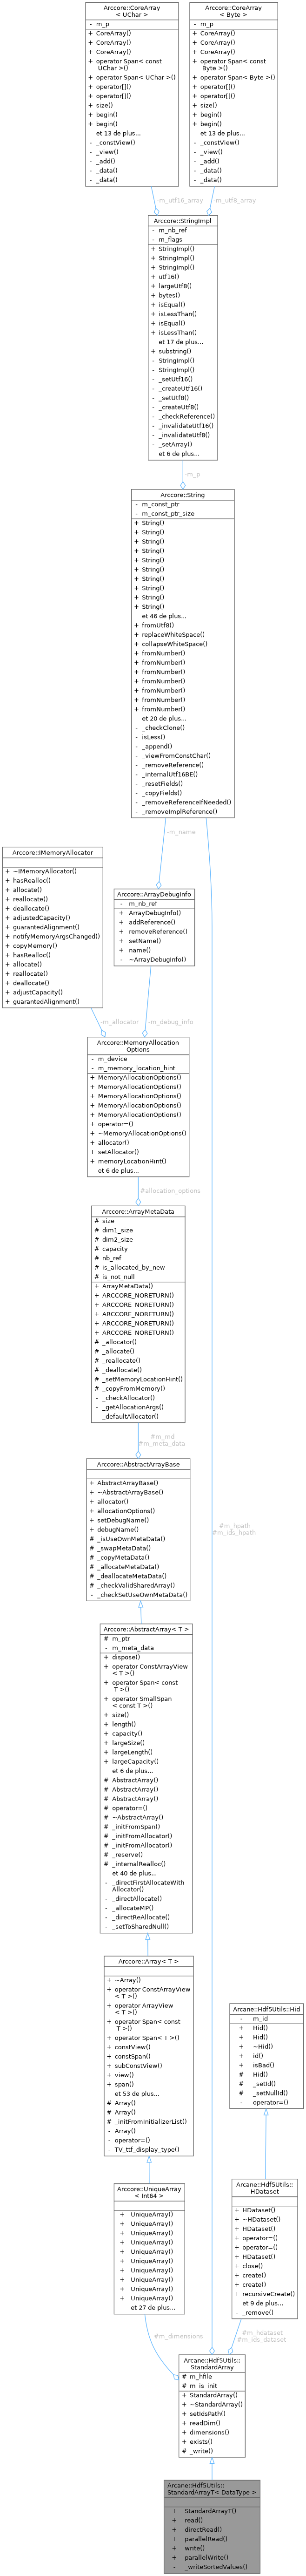 Arccore::CoreArray
< UChar >
- m_p
+ CoreArray()
+ CoreArray()
+ CoreArray()
+ operator Span< const
UChar >()
+ operator Span< UChar >()
+ operator[]()
+ operator[]()
+ size()
+ begin()
+ begin()
et 13 de plus...
- _constView()
- _view()
- _add()
- _data()
- _data()
Arccore::CoreArray
< Byte >
- m_p
+ CoreArray()
+ CoreArray()
+ CoreArray()
+ operator Span< const
Byte >()
+ operator Span< Byte >()
+ operator[]()
+ operator[]()
+ size()
+ begin()
+ begin()
et 13 de plus...
- _constView()
- _view()
- _add()
- _data()
- _data()
-m_utf16_array
-m_utf8_array
Arccore::StringImpl
- m_nb_ref
- m_flags
+ StringImpl()
+ StringImpl()
+ StringImpl()
+ utf16()
+ largeUtf8()
+ bytes()
+ isEqual()
+ isLessThan()
+ isEqual()
+ isLessThan()
et 17 de plus...
+ substring()
- StringImpl()
- StringImpl()
- _setUtf16()
- _createUtf16()
- _setUtf8()
- _createUtf8()
- _checkReference()
- _invalidateUtf16()
- _invalidateUtf8()
- _setArray()
et 6 de plus...
-m_p
Arccore::String
- m_const_ptr
- m_const_ptr_size
+ String()
+ String()
+ String()
+ String()
+ String()
+ String()
+ String()
+ String()
+ String()
+ String()
et 46 de plus...
+ fromUtf8()
+ replaceWhiteSpace()
+ collapseWhiteSpace()
+ fromNumber()
+ fromNumber()
+ fromNumber()
+ fromNumber()
+ fromNumber()
+ fromNumber()
+ fromNumber()
et 20 de plus...
- _checkClone()
- isLess()
- _append()
- _viewFromConstChar()
- _removeReference()
- _internalUtf16BE()
- _resetFields()
- _copyFields()
- _removeReferenceIfNeeded()
- _removeImplReference()
-m_name
Arccore::IMemoryAllocator
+ ~IMemoryAllocator()
+ hasRealloc()
+ allocate()
+ reallocate()
+ deallocate()
+ adjustedCapacity()
+ guarantedAlignment()
+ notifyMemoryArgsChanged()
+ copyMemory()
+ hasRealloc()
+ allocate()
+ reallocate()
+ deallocate()
+ adjustCapacity()
+ guarantedAlignment()
Arccore::ArrayDebugInfo
- m_nb_ref
+ ArrayDebugInfo()
+ addReference()
+ removeReference()
+ setName()
+ name()
- ~ArrayDebugInfo()
-m_allocator
-m_debug_info
Arccore::MemoryAllocation
Options
- m_device
- m_memory_location_hint
+ MemoryAllocationOptions()
+ MemoryAllocationOptions()
+ MemoryAllocationOptions()
+ MemoryAllocationOptions()
+ MemoryAllocationOptions()
+ operator=()
+ ~MemoryAllocationOptions()
+ allocator()
+ setAllocator()
+ memoryLocationHint()
et 6 de plus...
#allocation_options
Arccore::ArrayMetaData
# size
# dim1_size
# dim2_size
# capacity
# nb_ref
# is_allocated_by_new
# is_not_null
+ ArrayMetaData()
+ ARCCORE_NORETURN()
+ ARCCORE_NORETURN()
+ ARCCORE_NORETURN()
+ ARCCORE_NORETURN()
+ ARCCORE_NORETURN()
# _allocator()
# _allocate()
# _reallocate()
# _deallocate()
# _setMemoryLocationHint()
# _copyFromMemory()
- _checkAllocator()
- _getAllocationArgs()
- _defaultAllocator()
#m_md
#m_meta_data
Arccore::AbstractArrayBase
+ AbstractArrayBase()
+ ~AbstractArrayBase()
+ allocator()
+ allocationOptions()
+ setDebugName()
+ debugName()
# _isUseOwnMetaData()
# _swapMetaData()
# _copyMetaData()
# _allocateMetaData()
# _deallocateMetaData()
# _checkValidSharedArray()
- _checkSetUseOwnMetaData()
#m_hpath
#m_ids_hpath
Arccore::AbstractArray< T >
# m_ptr
- m_meta_data
+ dispose()
+ operator ConstArrayView
< T >()
+ operator Span< const
T >()
+ operator SmallSpan
< const T >()
+ size()
+ length()
+ capacity()
+ largeSize()
+ largeLength()
+ largeCapacity()
et 6 de plus...
# AbstractArray()
# AbstractArray()
# AbstractArray()
# operator=()
# ~AbstractArray()
# _initFromSpan()
# _initFromAllocator()
# _initFromAllocator()
# _reserve()
# _internalRealloc()
et 40 de plus...
- _directFirstAllocateWith
Allocator()
- _directAllocate()
- _allocateMP()
- _directReAllocate()
- _setToSharedNull()
Arccore::Array< T >
+ ~Array()
+ operator ConstArrayView
< T >()
+ operator ArrayView
< T >()
+ operator Span< const
T >()
+ operator Span< T >()
+ constView()
+ constSpan()
+ subConstView()
+ view()
+ span()
et 53 de plus...
# Array()
# Array()
# _initFromInitializerList()
- Array()
- operator=()
- TV_ttf_display_type()
Arcane::Hdf5Utils::Hid
- m_id
+ Hid()
+ Hid()
+ ~Hid()
+ id()
+ isBad()
# Hid()
# _setId()
# _setNullId()
- operator=()
Arccore::UniqueArray
< Int64 >
+ UniqueArray()
+ UniqueArray()
+ UniqueArray()
+ UniqueArray()
+ UniqueArray()
+ UniqueArray()
+ UniqueArray()
+ UniqueArray()
+ UniqueArray()
+ UniqueArray()
et 27 de plus...
Arcane::Hdf5Utils::
HDataset
+ HDataset()
+ ~HDataset()
+ HDataset()
+ operator=()
+ operator=()
+ HDataset()
+ close()
+ create()
+ create()
+ recursiveCreate()
et 9 de plus...
- _remove()
#m_dimensions
#m_hdataset
#m_ids_dataset
Arcane::Hdf5Utils::
StandardArray
# m_hfile
# m_is_init
+ StandardArray()
+ ~StandardArray()
+ setIdsPath()
+ readDim()
+ dimensions()
+ exists()
# _write()
Arcane::Hdf5Utils::
StandardArrayT< DataType >
+ StandardArrayT()
+ read()
+ directRead()
+ parallelRead()
+ write()
+ parallelWrite()
- _writeSortedValues()